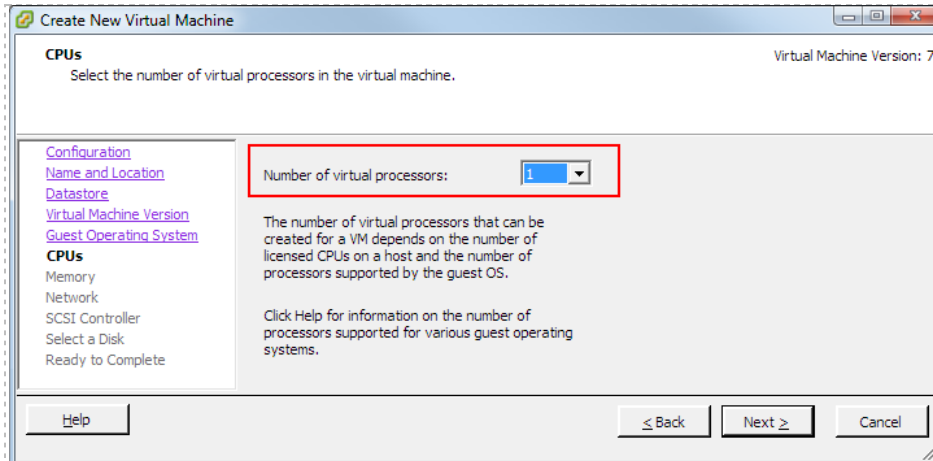 Create New Virtual Machine
CPUs
Select the number of virtual processors in the virtual machine.
Virtual Machine Version: 7
Configuration
Name and Location
Datastore
Virtual Machine Version
Guest Operating System
CPUs
Memory
Network
SCSI Controller
Select a Disk
Ready to Complete
Number of virtual processors: 1
The number of virtual processors that can be
created for a VM depends on the number of
licensed CPUs on a host and the number of
processors supported by the guest OS.
Click Help for information on the number of
processors supported for various guest operating
systems.
Help
< Back
Next >
Cancel